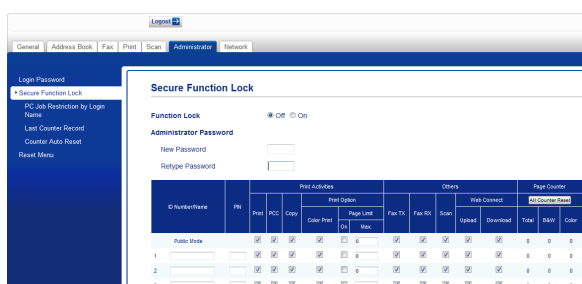 Logout
General Address Book Fax Print Scan Administrator Network
Login Password
Secure Function Lock
PC Job Restriction by Login
Name
Last Counter Record
Counter Auto Reset
Reset Menu
Secure Function Lock
Function Lock Off On
Administrator Password
New Password
Retype Password
Print Activities Others Page Counter
Print Option Web Connect All Counter Reset
ID Number/Name PIN Print PCC Copy Color Print Page Limit Fax TX Fax RX Scan Upload Download Total B&W Color
On Max.
Public Mode 0 0 0 0
1 0 0 0 0
2 0 0 0 0